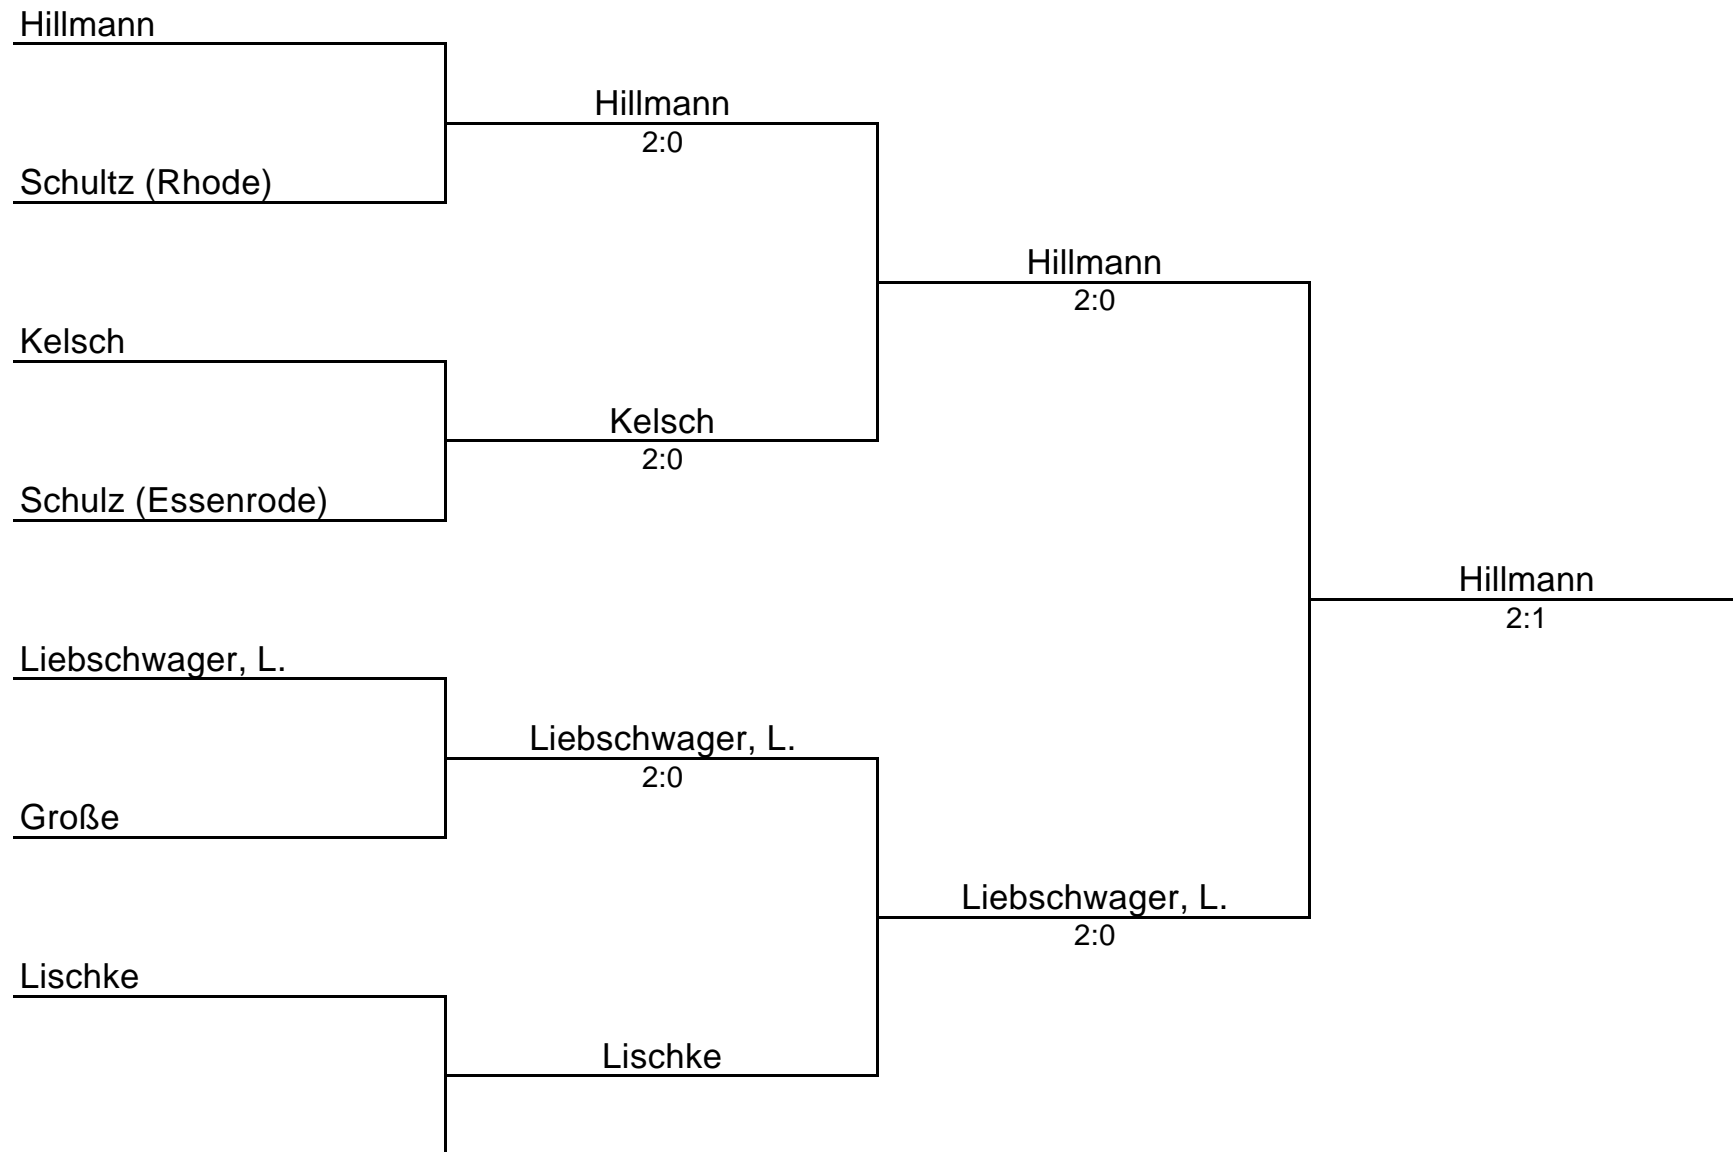 Hillmann
Hillmann
2:0
Schultz (Rhode)
Hillmann
2:0
Kelsch
Kelsch
2:0
Schulz (Essenrode)
Hillmann
2:1
Liebschwager, L.
Liebschwager, L.
2:0
Große
Liebschwager, L.
2:0
Lischke
Lischke